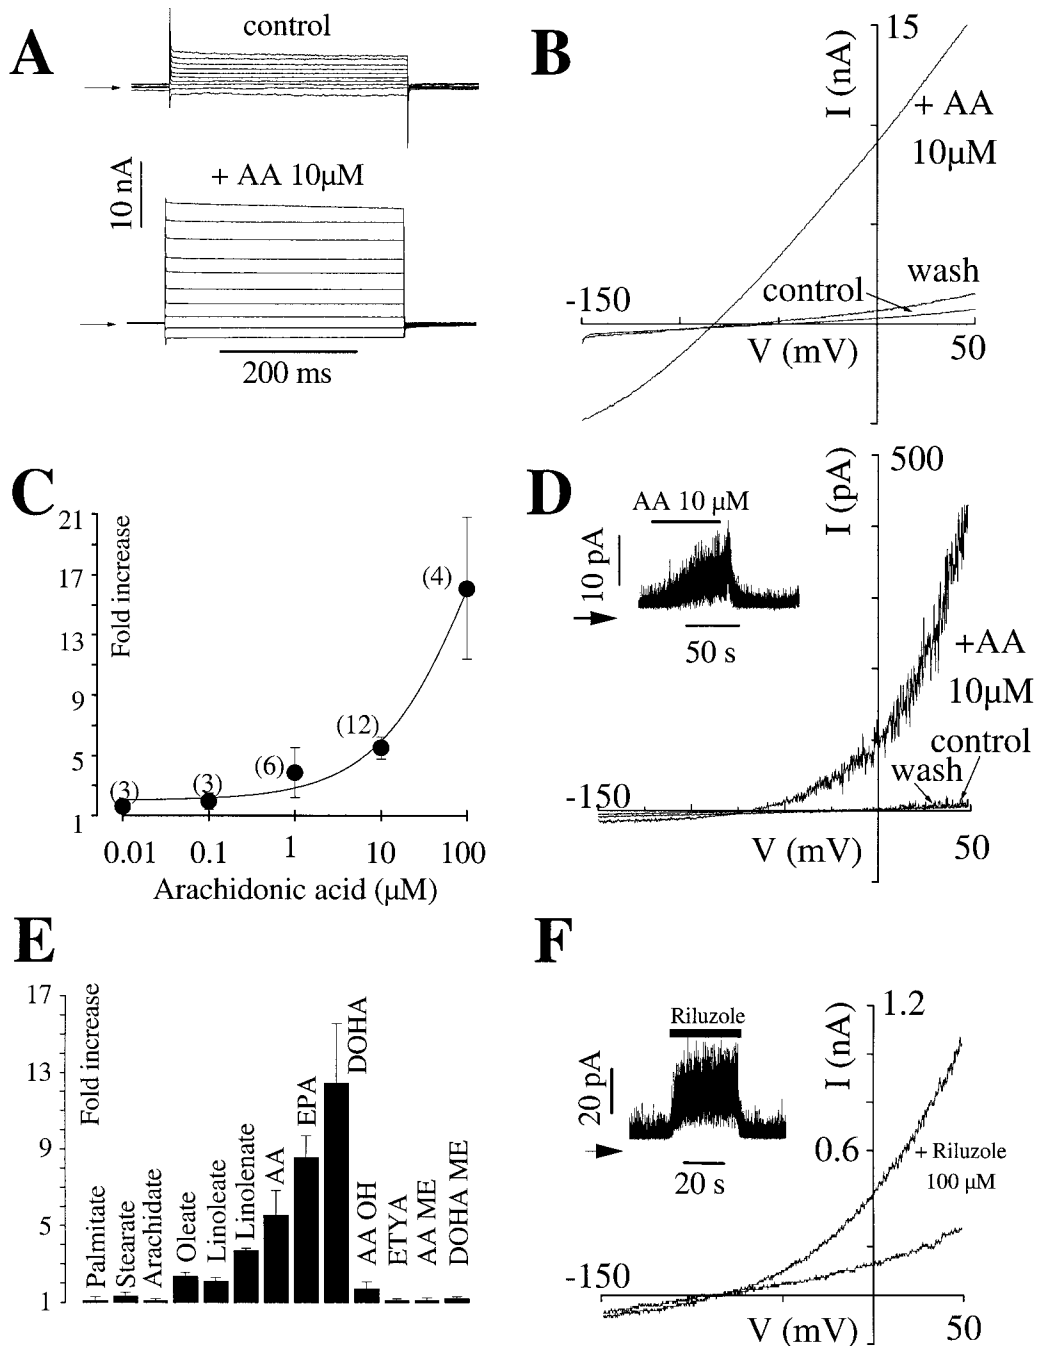 A
control
10 nA
+ AA 10µM
200 ms
B
15
I (nA)
+ AA
10µM
wash
control
-150
V (mV)
50
C
21
17
13
9
5
1
Fold increase
(3)
(3)
(6)
(12)
(4)
0.01
0.1
1
10
100
Arachidonic acid (µM)
D
AA 10 µM
10 pA
50 s
500
I (pA)
+AA
10µM
control
wash
-150
V (mV)
50
E
17
13
9
5
1
Fold increase
Palmitate
Stearate
Arachidate
Oleate
Linoleate
Linolenate
AA
EPA
DOHA
AA OH
ETYA
AA ME
DOHA ME
F
Riluzole
20 pA
20 s
1.2
I (nA)
0.6
+ Riluzole
100 µM
-150
V (mV)
50